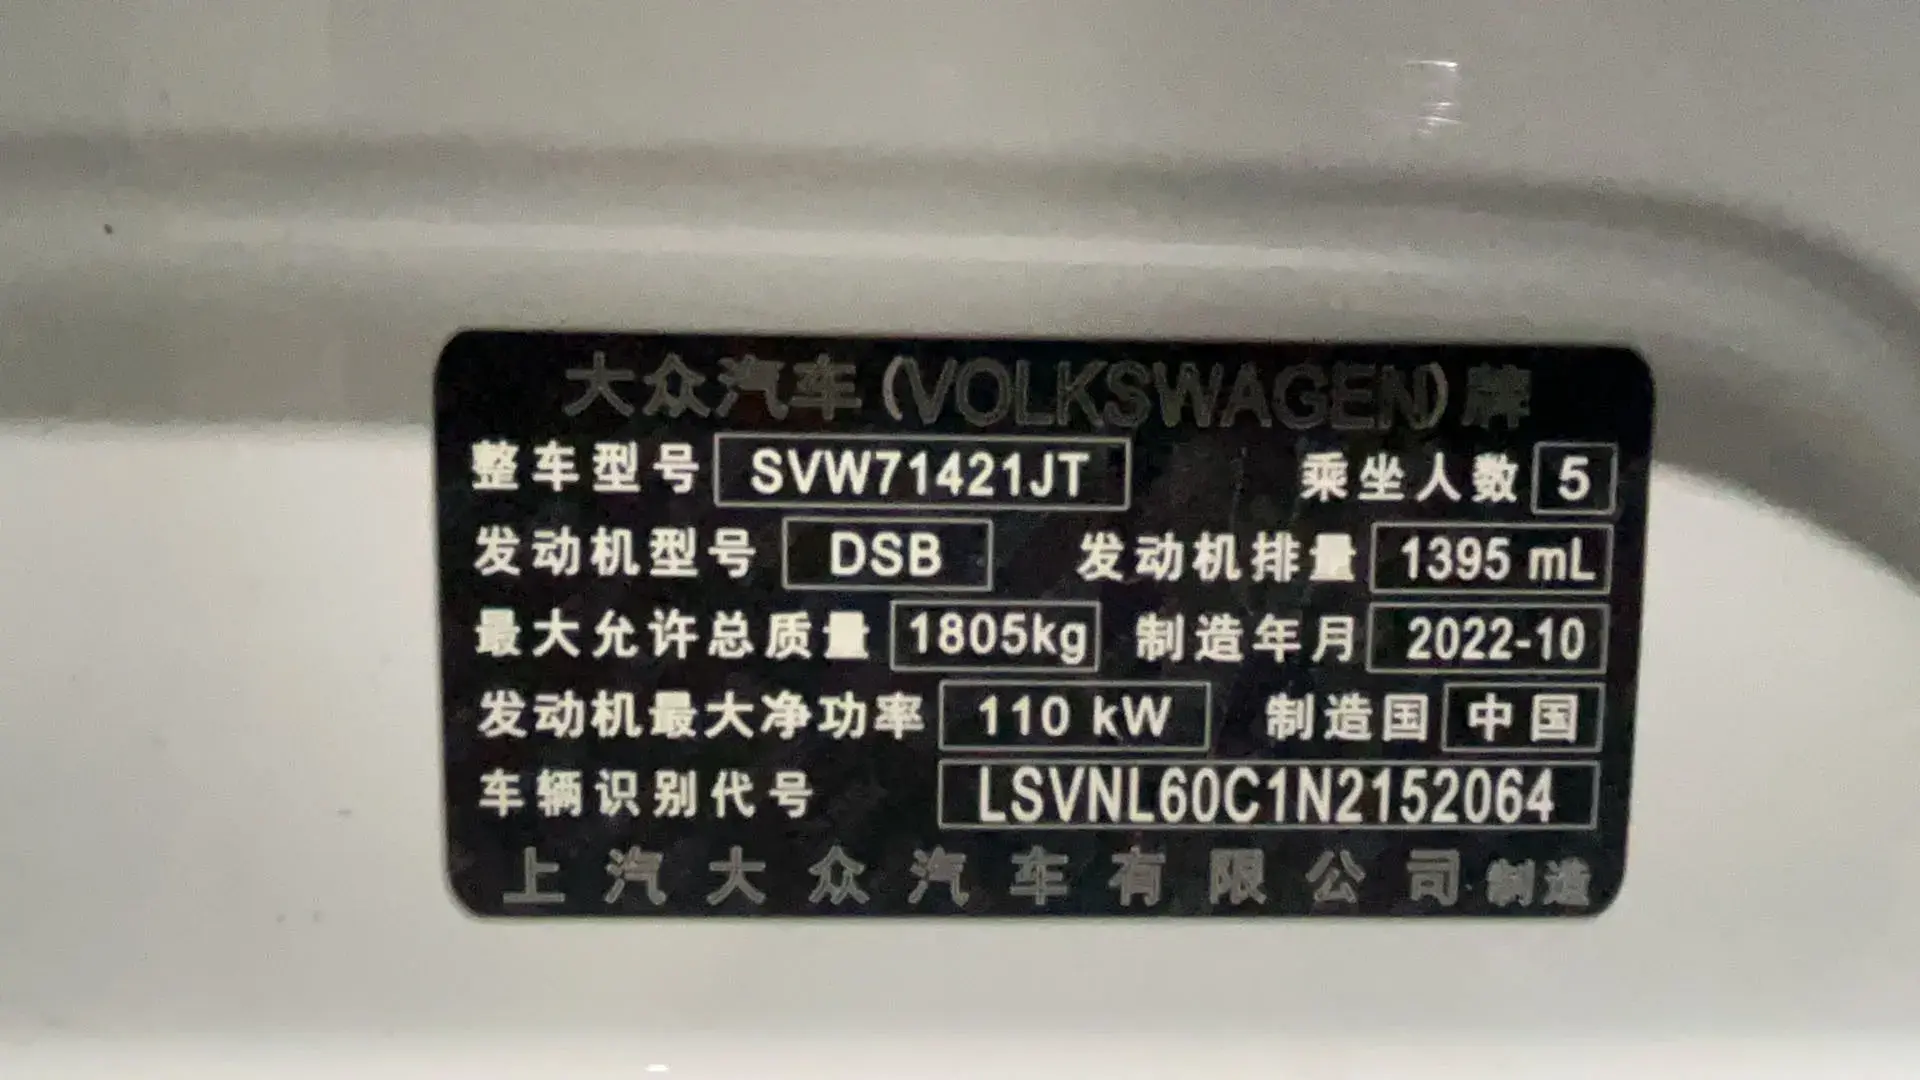 大众汽车(VOLKSWAGEN)牌
整车型号 SVW71421JT 乘坐人数 5
发动机型号 DSB 发动机排量 1395 mL
最大允许总质量 1805kg 制造年月 2022-10
发动机最大净功率 110 kW 制造国 中国
车辆识别代号 LSVNL60C1N2152064
上汽大众汽车有限公司 制造